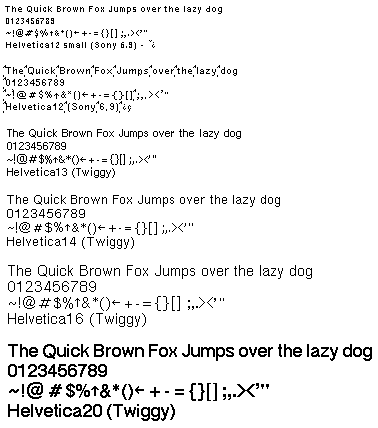 The Quick Brown Fox Jumps over the lazy dog
0123456789
~!@#$%↑&*()←+-={}[];,.><'"
Helvetica12 small (Sony 6.9) - ˇ¿
The Quick Brown Fox Jumps over the lazy dog
0123456789
~!@#$%↑&*()←+-={}[];,.><'"
Helvetica12 (Sony 6.9) ¿
The Quick Brown Fox Jumps over the lazy dog
0123456789
~!@#$%↑&*()←+-={}[];,.><'"
Helvetica13 (Twiggy)
The Quick Brown Fox Jumps over the lazy dog
0123456789
~!@#$%↑&*()←+-={}[];,.><'"
Helvetica14 (Twiggy)
The Quick Brown Fox Jumps over the lazy dog
0123456789
~!@#$%↑&*()←+-={}[];,.><'"
Helvetica16 (Twiggy)
The Quick Brown Fox Jumps over the lazy dog
0123456789
~!@#$%↑&*()←+-={}[];,.><'"
Helvetica20 (Twiggy)